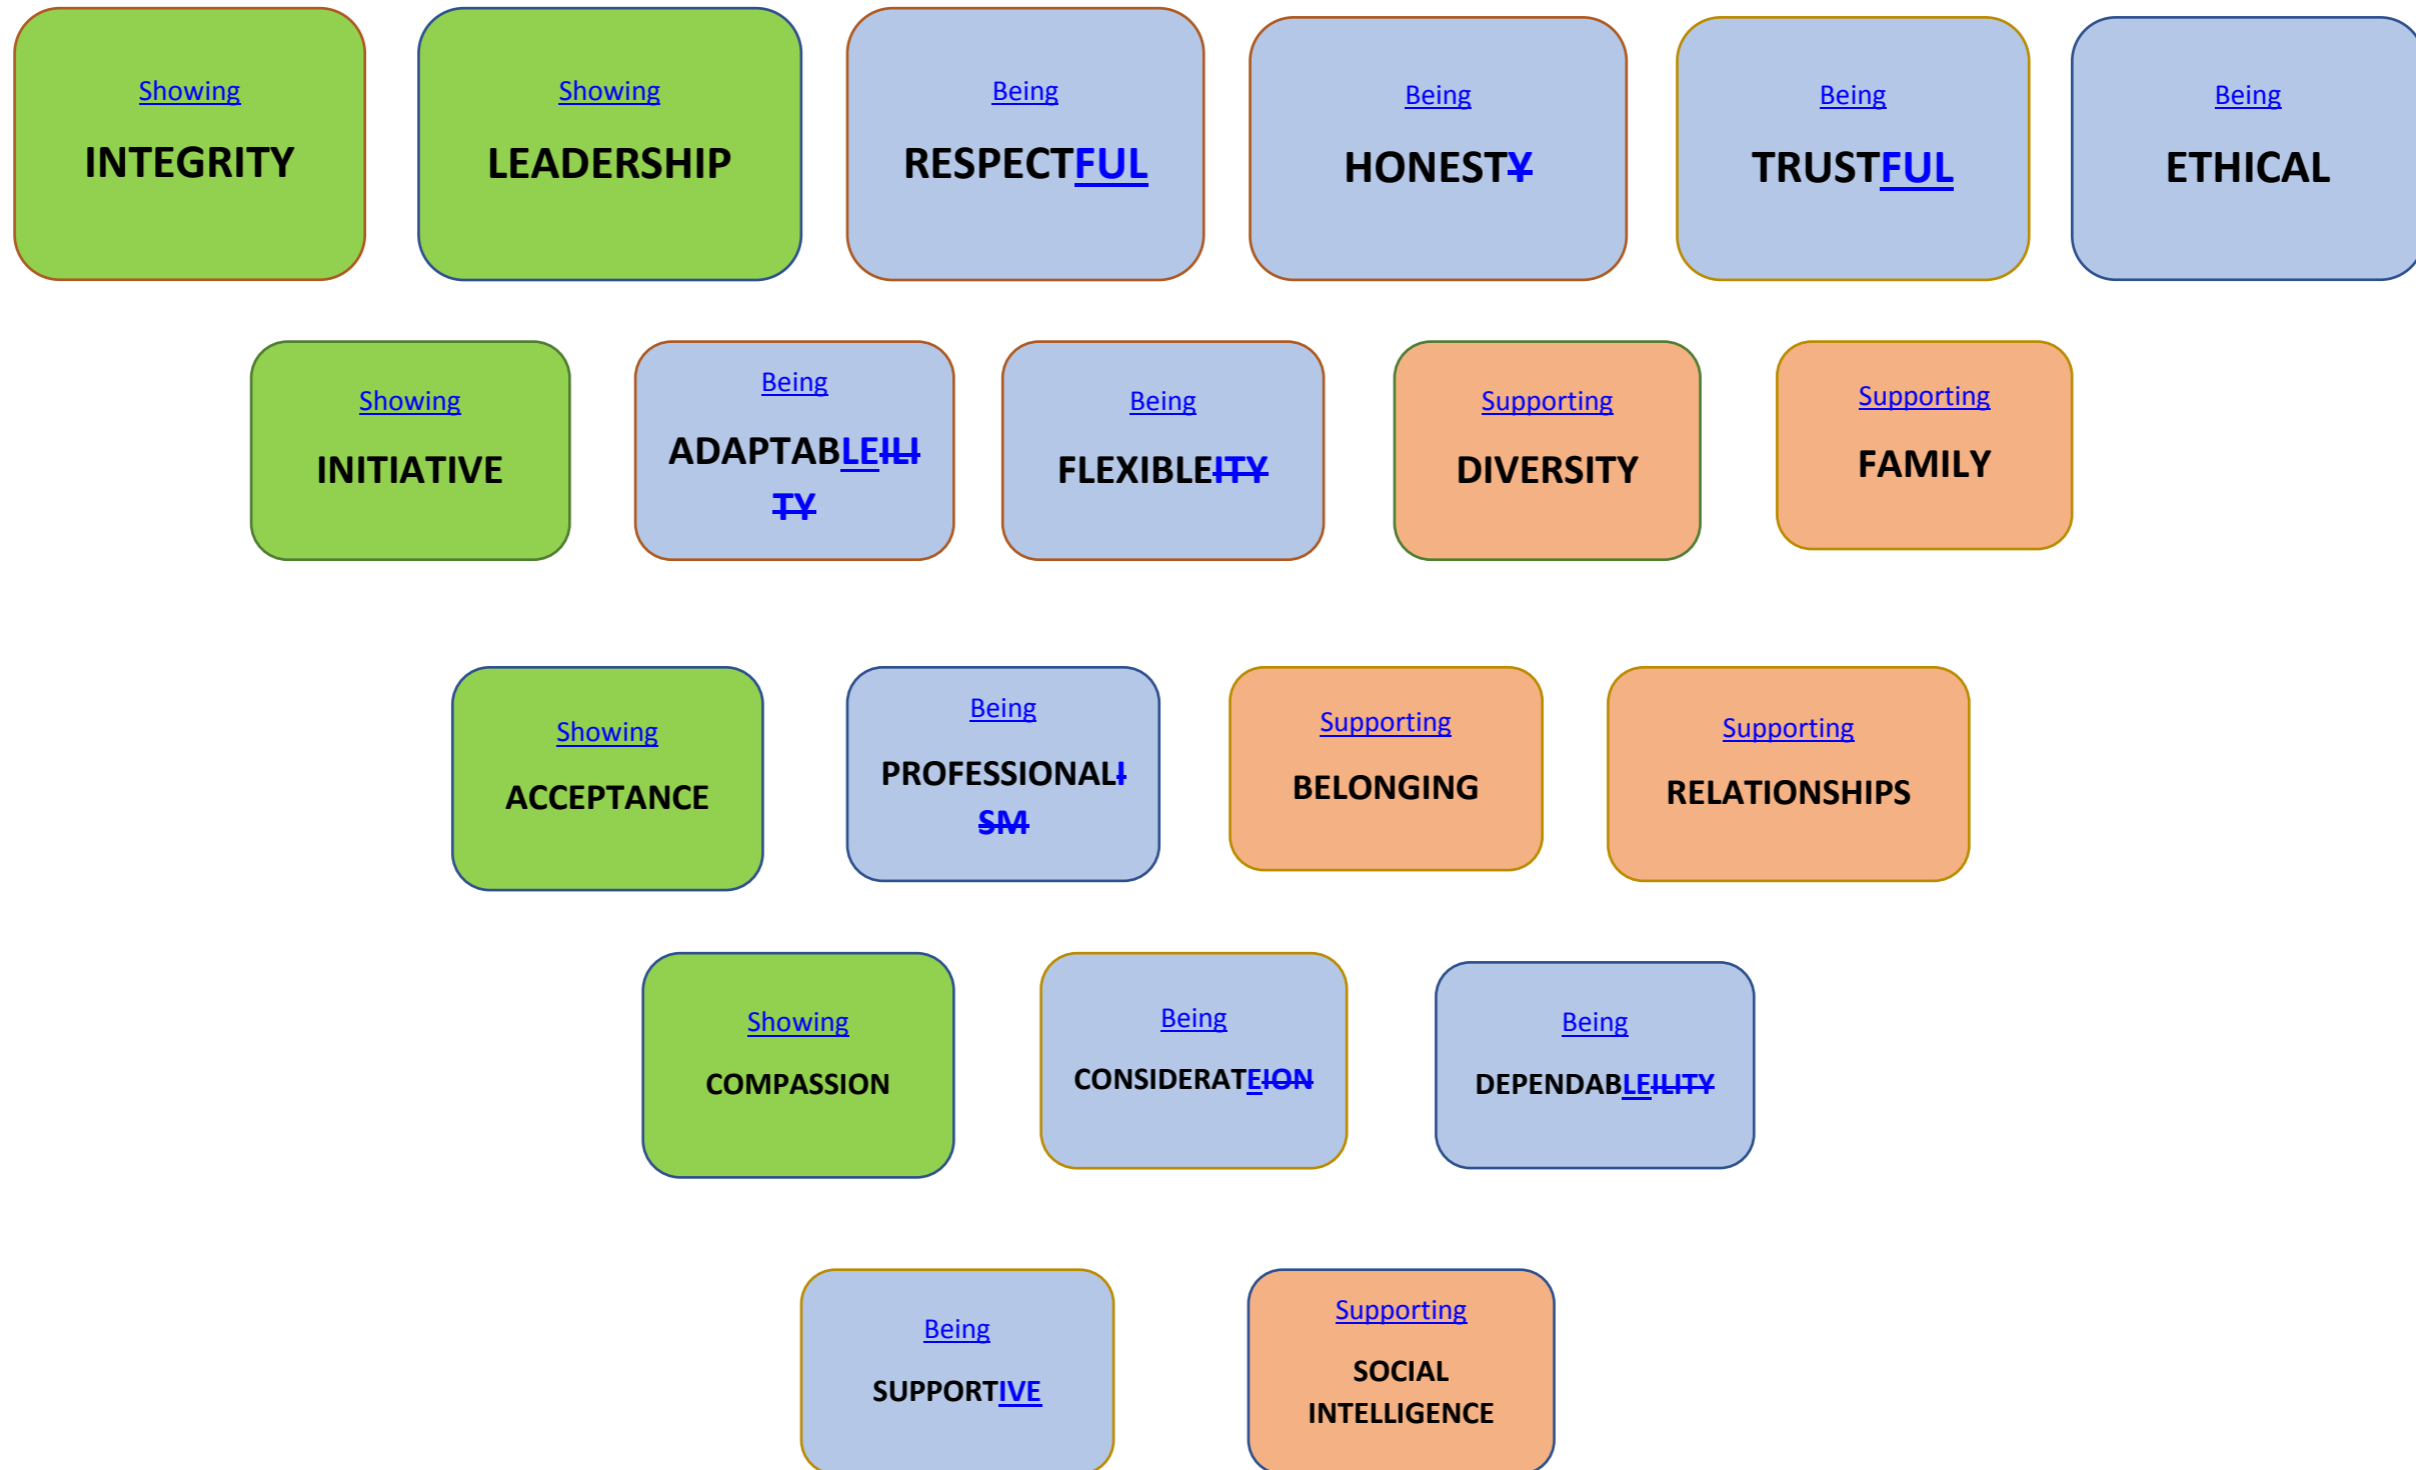 Showing
INTEGRITY
Showing
LEADERSHIP
Being
RESPECTFUL
Being
HONESTY
Being
TRUSTFUL
Being
ETHICAL
Showing
INITIATIVE
Being
ADAPTABLEILI
TY
Being
FLEXIBLEITY
Supporting
DIVERSITY
Supporting
FAMILY
Showing
ACCEPTANCE
Being
PROFESSIONALI
SM
Supporting
BELONGING
Supporting
RELATIONSHIPS
Showing
COMPASSION
Being
CONSIDERATEION
Being
DEPENDABLEILITY
Being
SUPPORTIVE
Supporting
SOCIAL
INTELLIGENCE